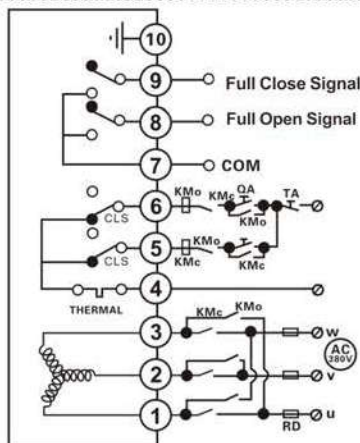 10
9 Full Close Signal
8 Full Open Signal
7 COM
KMo KMc QA TA
6
CLS KMo
KMo KMc
5
CLS KMc
4
THERMAL
KMc KMo
3 w
AC
380V
2 v
1 u
RD